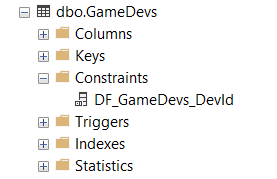 dbo.GameDevs
Columns
Keys
Constraints
DF_GameDevs_DevId
Triggers
Indexes
Statistics